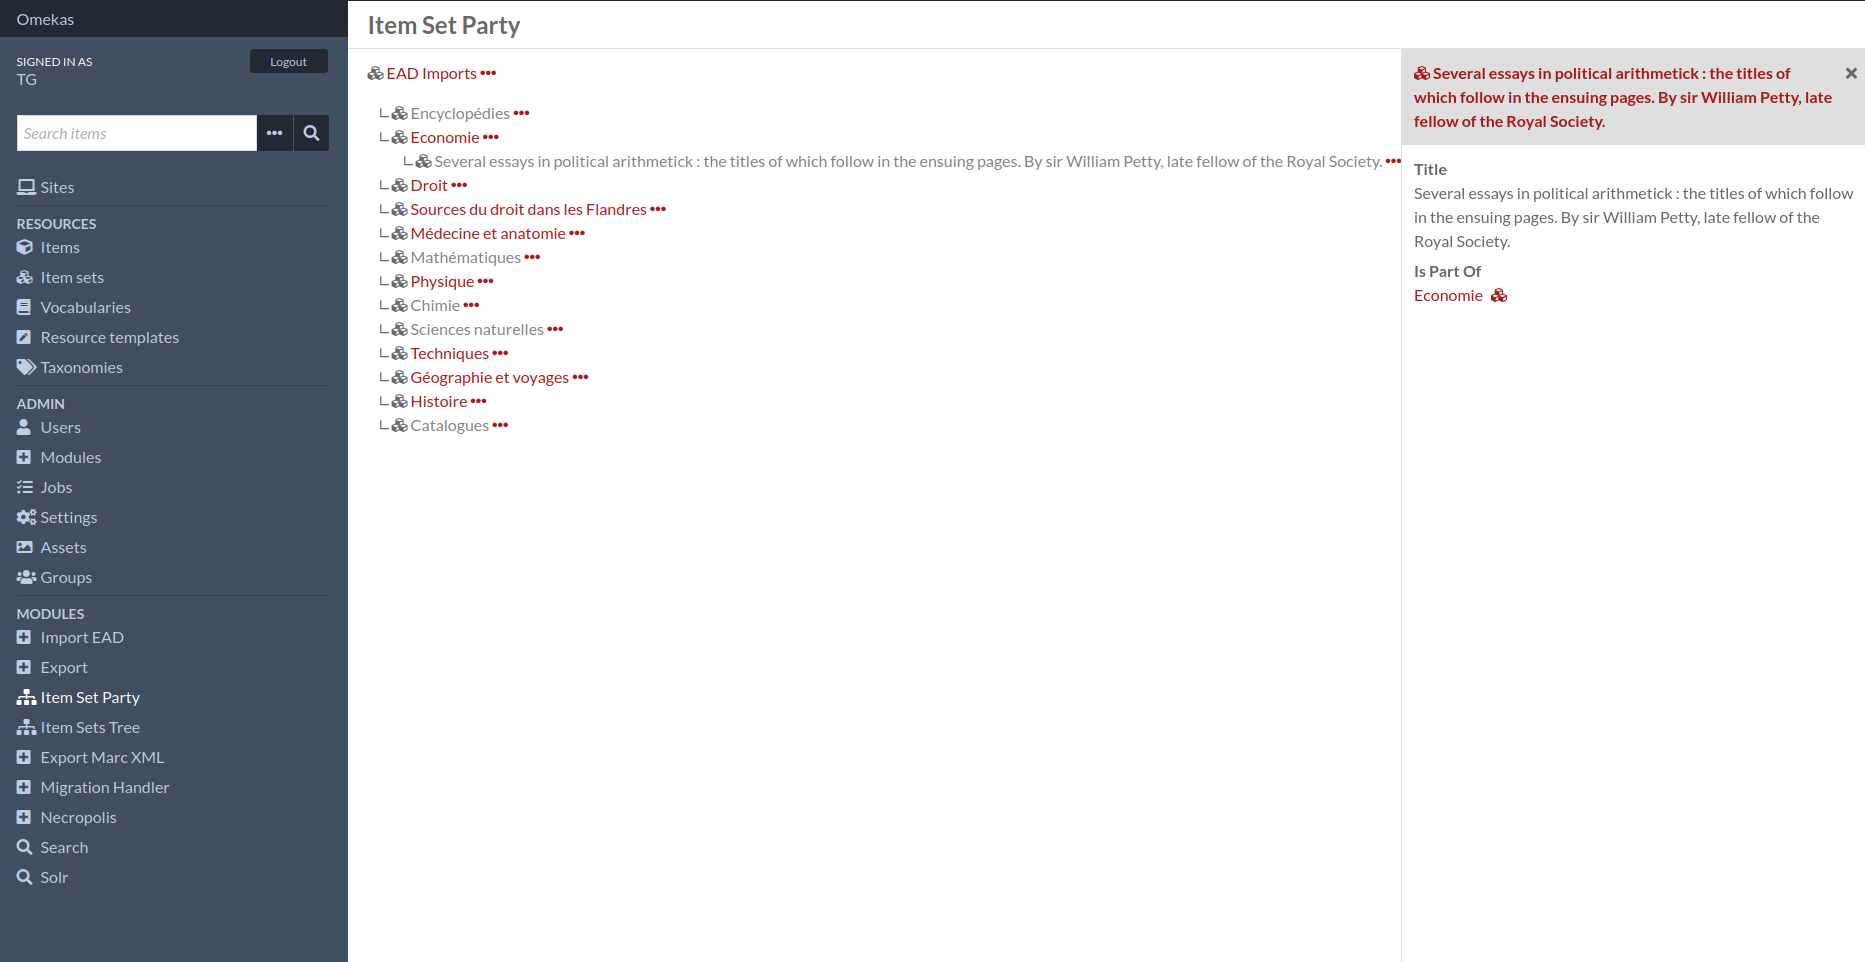 Omekas
SIGNED IN AS
TG
Logout
Search items
Sites
RESOURCES
Items
Item sets
Vocabularies
Resource templates
Taxonomies
ADMIN
Users
Modules
Jobs
Settings
Assets
Groups
MODULES
Import EAD
Export
Item Set Party
Item Sets Tree
Export Marc XML
Migration Handler
Necropolis
Search
Solr
Item Set Party
EAD Imports
Encyclopédies
Economie
Several essays in political arithmetick : the titles of which follow in the ensuing pages. By sir William Petty, late fellow of the Royal Society.
Droit
Sources du droit dans les Flandres
Médecine et anatomie
Mathématiques
Physique
Chimie
Sciences naturelles
Techniques
Géographie et voyages
Histoire
Catalogues
Several essays in political arithmetick : the titles of
which follow in the ensuing pages. By sir William Petty, late
fellow of the Royal Society.
Title
Several essays in political arithmetick : the titles of which follow
in the ensuing pages. By sir William Petty, late fellow of the
Royal Society.
Is Part Of
Economie